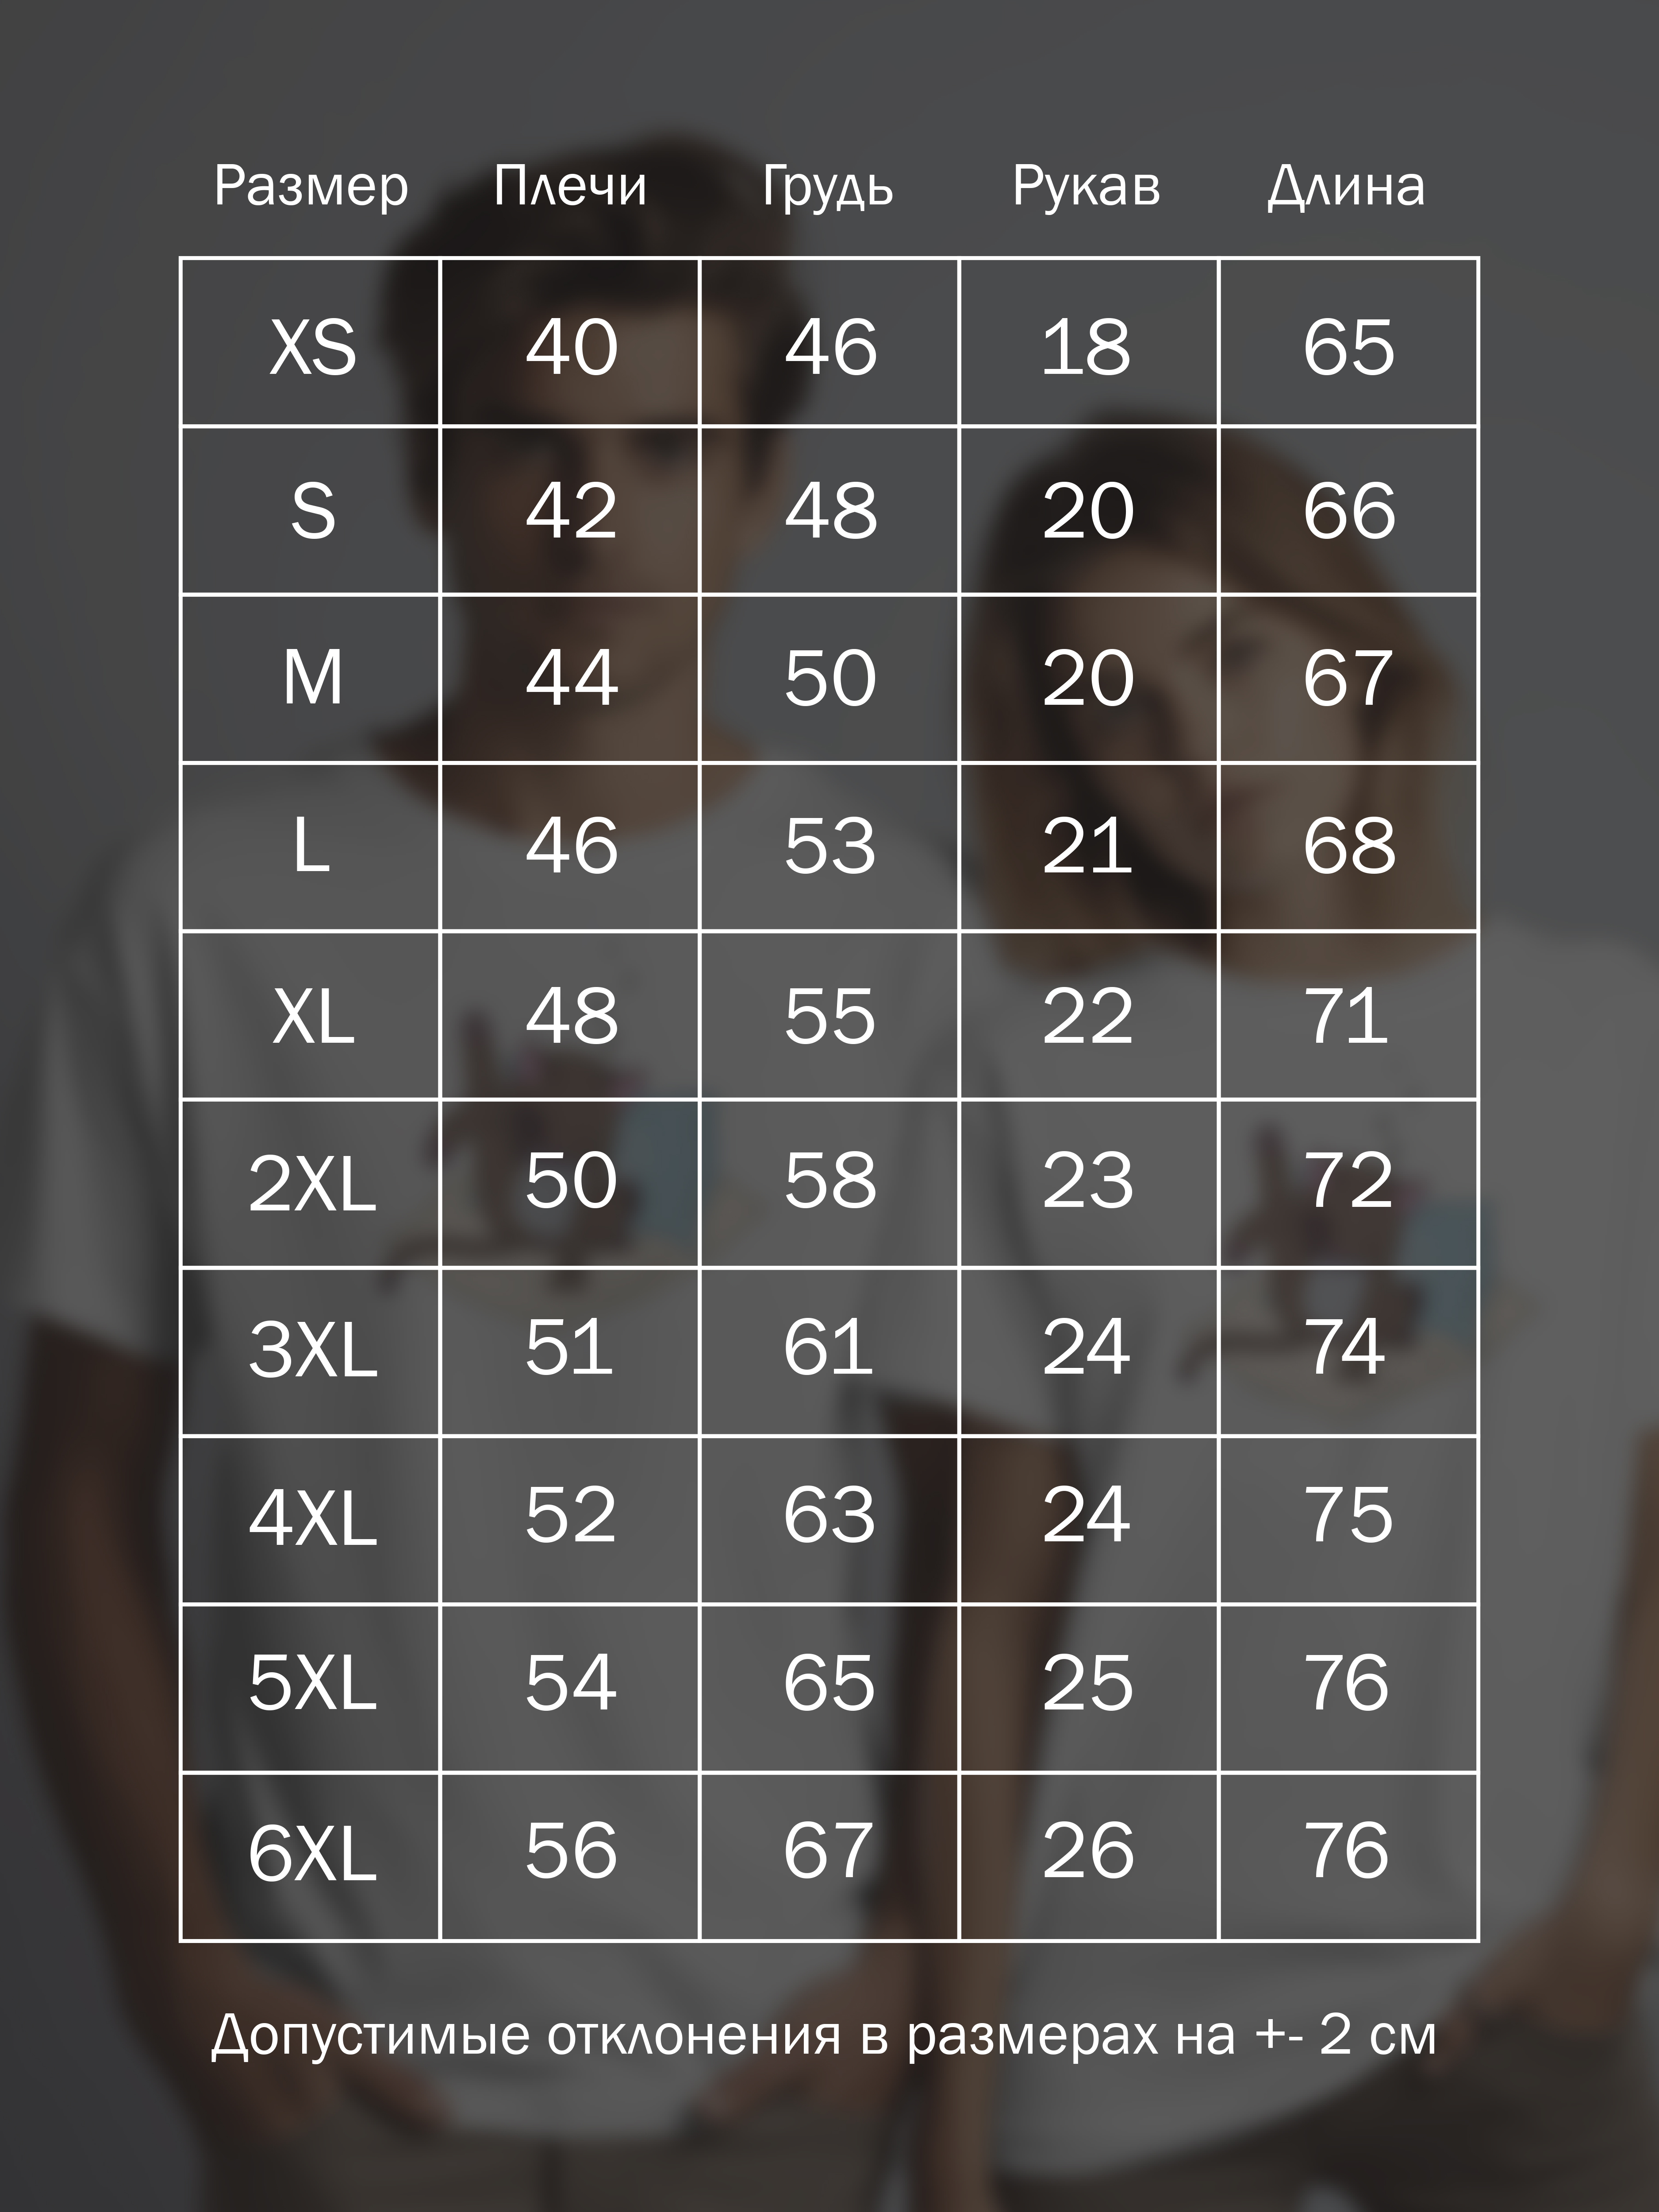 Размер Плечи Грудь Рукав Длина
XS 40 46 18 65
S 42 48 20 66
M 44 50 20 67
L 46 53 21 68
XL 48 55 22 71
2XL 50 58 23 72
3XL 51 61 24 74
4XL 52 63 24 75
5XL 54 65 25 76
6XL 56 67 26 76
Допустимые отклонения в размерах на +- 2 см